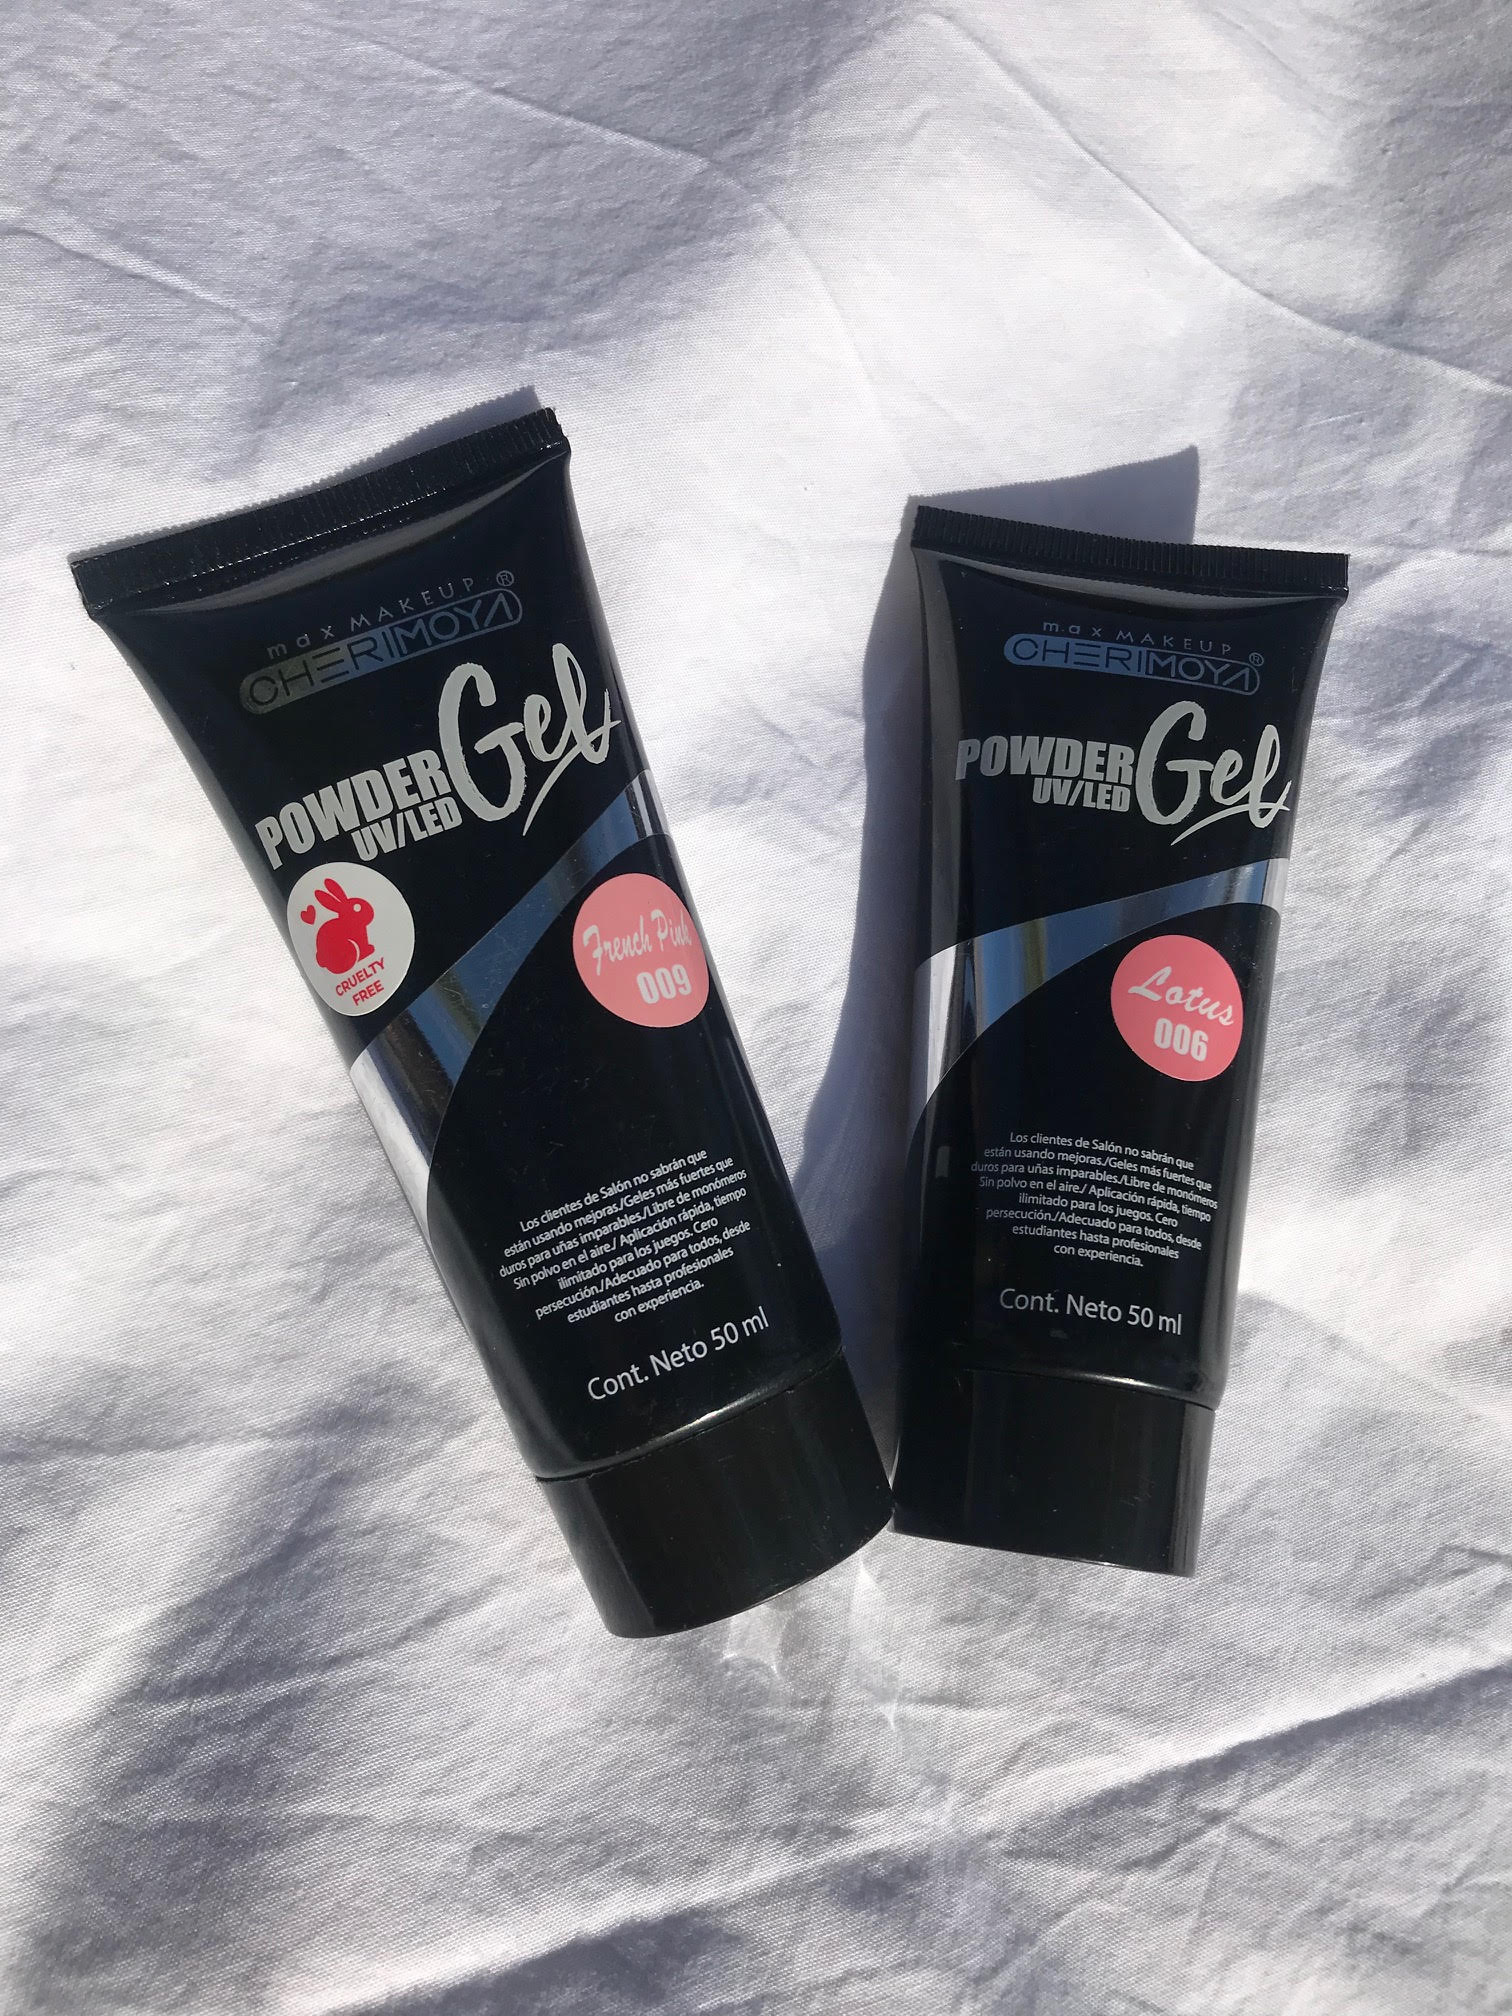 max MAKEUP ®
CHERIMOYA
POWDER Gel
UV/LED
CRUELTY
FREE
French Pink
009
Los clientes de Salón no sabrán que
están usando mejoras./Geles más fuertes que
duros para uñas imparables./Libre de monómeros
Sin polvo en el aire./ Aplicación rápida, tiempo
ilimitado para los juegos. Cero
persecución./Adecuado para todos, desde
estudiantes hasta profesionales
con experiencia.
Cont. Neto 50 ml
max MAKEUP
CHERIMOYA ®
POWDER Gel
UV/LED
Lotus
006
Los clientes de Salón no sabrán que
están usando mejoras./Geles más fuertes que
duros para uñas imparables./Libre de monómeros
Sin polvo en el aire./ Aplicación rápida, tiempo
ilimitado para los juegos. Cero
persecución./Adecuado para todos, desde
estudiantes hasta profesionales
con experiencia.
Cont. Neto 50 ml